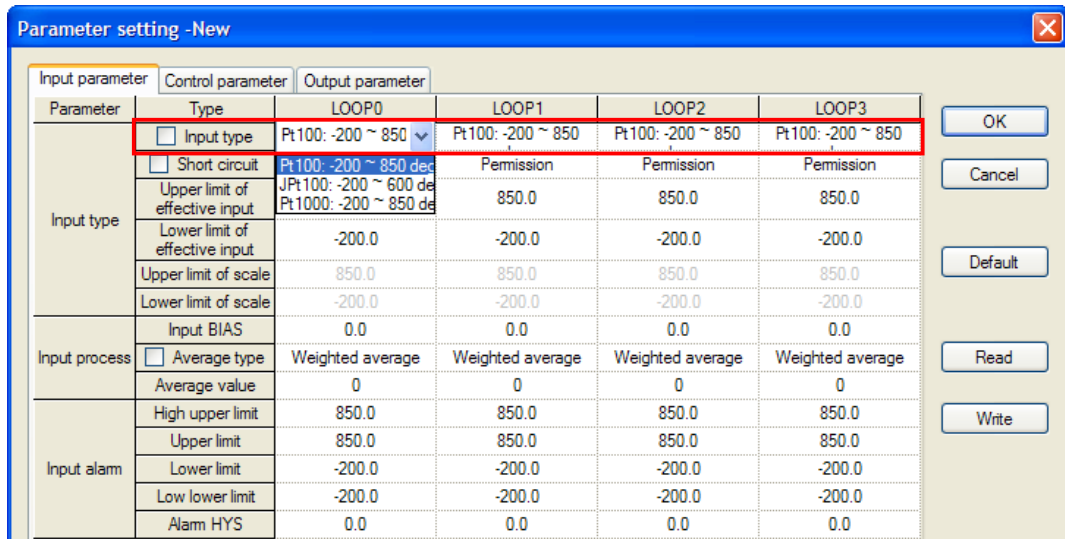 Parameter setting -New
Input parameter Control parameter Output parameter
Parameter Type LOOP0 LOOP1 LOOP2 LOOP3
Input type Pt100: -200 ~ 850 Pt100: -200 ~ 850 Pt100: -200 ~ 850 Pt100: -200 ~ 850
Short circuit Pt100: -200 ~ 850 deg Permission Permission Permission
JPt100: -200 ~ 600 de
Pt1000: -200 ~ 850 de
Input type
Upper limit of
effective input 850.0 850.0 850.0
Lower limit of
effective input -200.0 -200.0 -200.0 -200.0
Upper limit of scale 850.0 850.0 850.0 850.0
Lower limit of scale -200.0 -200.0 -200.0 -200.0
Input process
Input BIAS 0.0 0.0 0.0 0.0
Average type Weighted average Weighted average Weighted average Weighted average
Average value 0 0 0 0
Input alarm
High upper limit 850.0 850.0 850.0 850.0
Upper limit 850.0 850.0 850.0 850.0
Lower limit -200.0 -200.0 -200.0 -200.0
Low lower limit -200.0 -200.0 -200.0 -200.0
Alarm HYS 0.0 0.0 0.0 0.0
OK
Cancel
Default
Read
Write